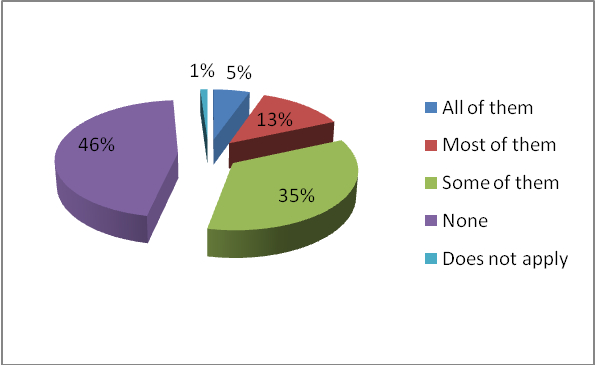 1%
5%
13%
46%
35%
All of them
Most of them
Some of them
None
Does not apply